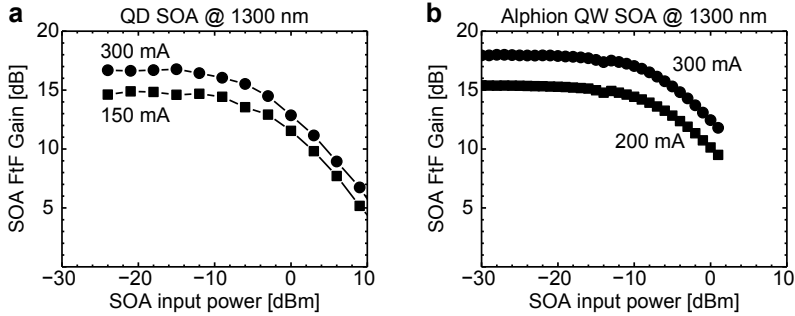 a QD SOA @ 1300 nm
20
15
10
5
300 mA
150 mA
SOA FtF Gain [dB]
−30 −20 −10 0 10
SOA input power [dBm]
b Alphion QW SOA @ 1300 nm
20
15
10
5
300 mA
200 mA
SOA FtF Gain [dB]
−30 −20 −10 0 10
SOA input power [dBm]